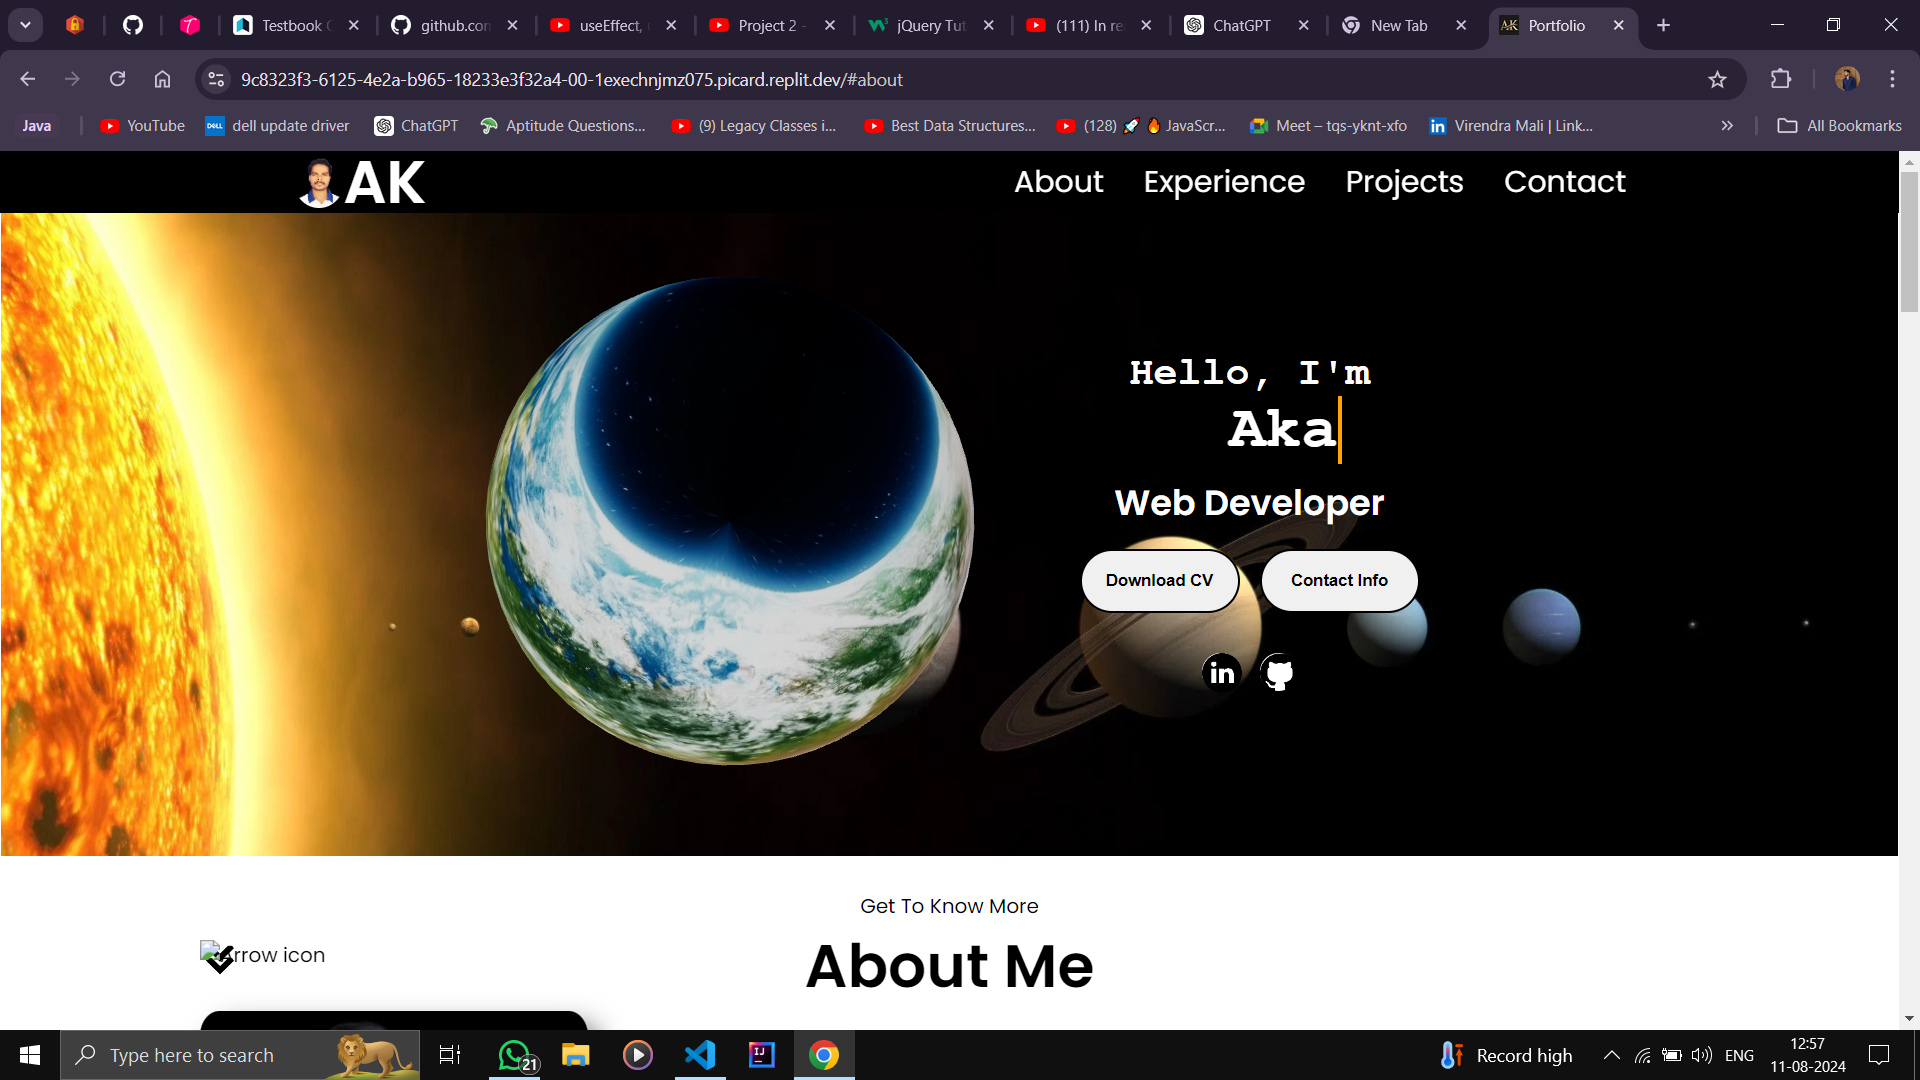 Testbook C
github.com
useEffect, u
Project 2 -
jQuery Tut
(111) In re
ChatGPT
New Tab
Portfolio
9c8323f3-6125-4e2a-b965-18233e3f32a4-00-1exechnjmz075.picard.replit.dev/#about
Java
YouTube
dell update driver
ChatGPT
Aptitude Questions...
(9) Legacy Classes i...
Best Data Structures...
(128) 🚀 🔥 JavaScr...
Meet – tqs-yknt-xfo
Virendra Mali | Link...
All Bookmarks
AK
About
Experience
Projects
Contact
Hello, I'm
Aka
Web Developer
Download CV
Contact Info
Get To Know More
Arrow icon
About Me
Type here to search
21
Record high
ENG
12:57
11-08-2024